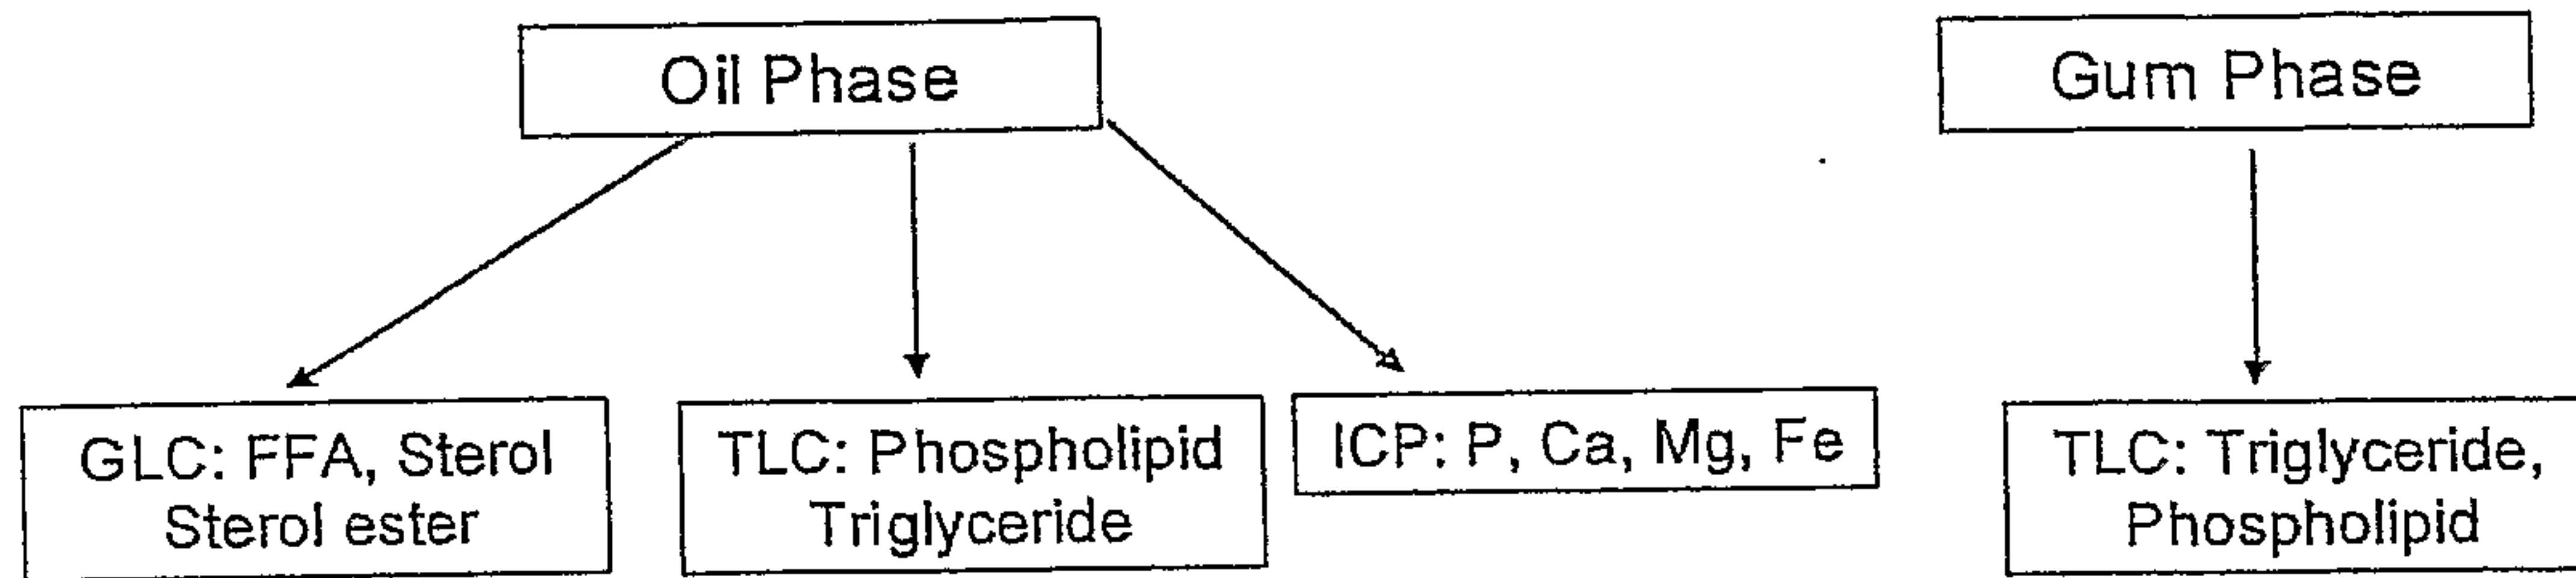 Oil Phase
Gum Phase
GLC: FFA, Sterol
Sterol ester
TLC: Phospholipid
Triglyceride
ICP: P, Ca, Mg, Fe
TLC: Triglyceride,
Phospholipid